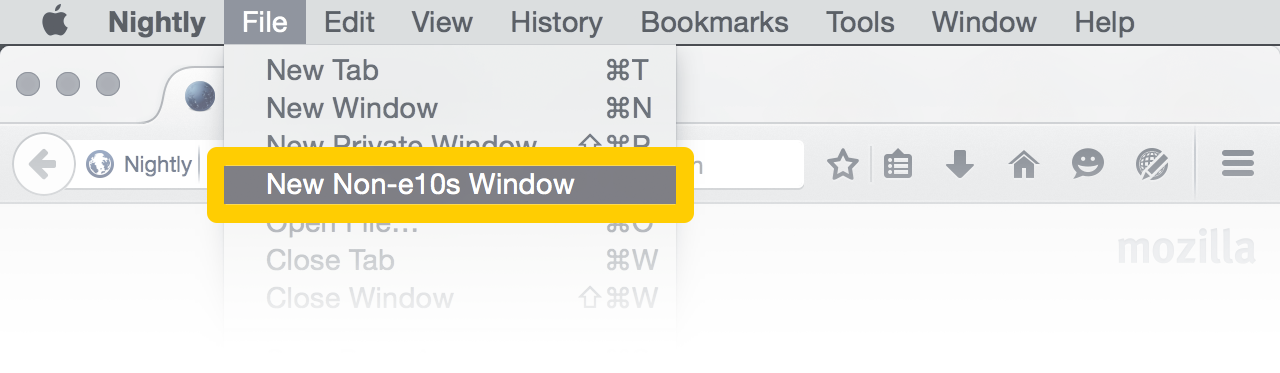 Nightly File Edit View History Bookmarks Tools Window Help
New Tab ⌘T
New Window ⌘N
New Private Window ⇧⌘P
Nightly
New Non-e10s Window
Open File... ⌘O
mozilla
Close Tab ⌘W
Close Window ⇧⌘W